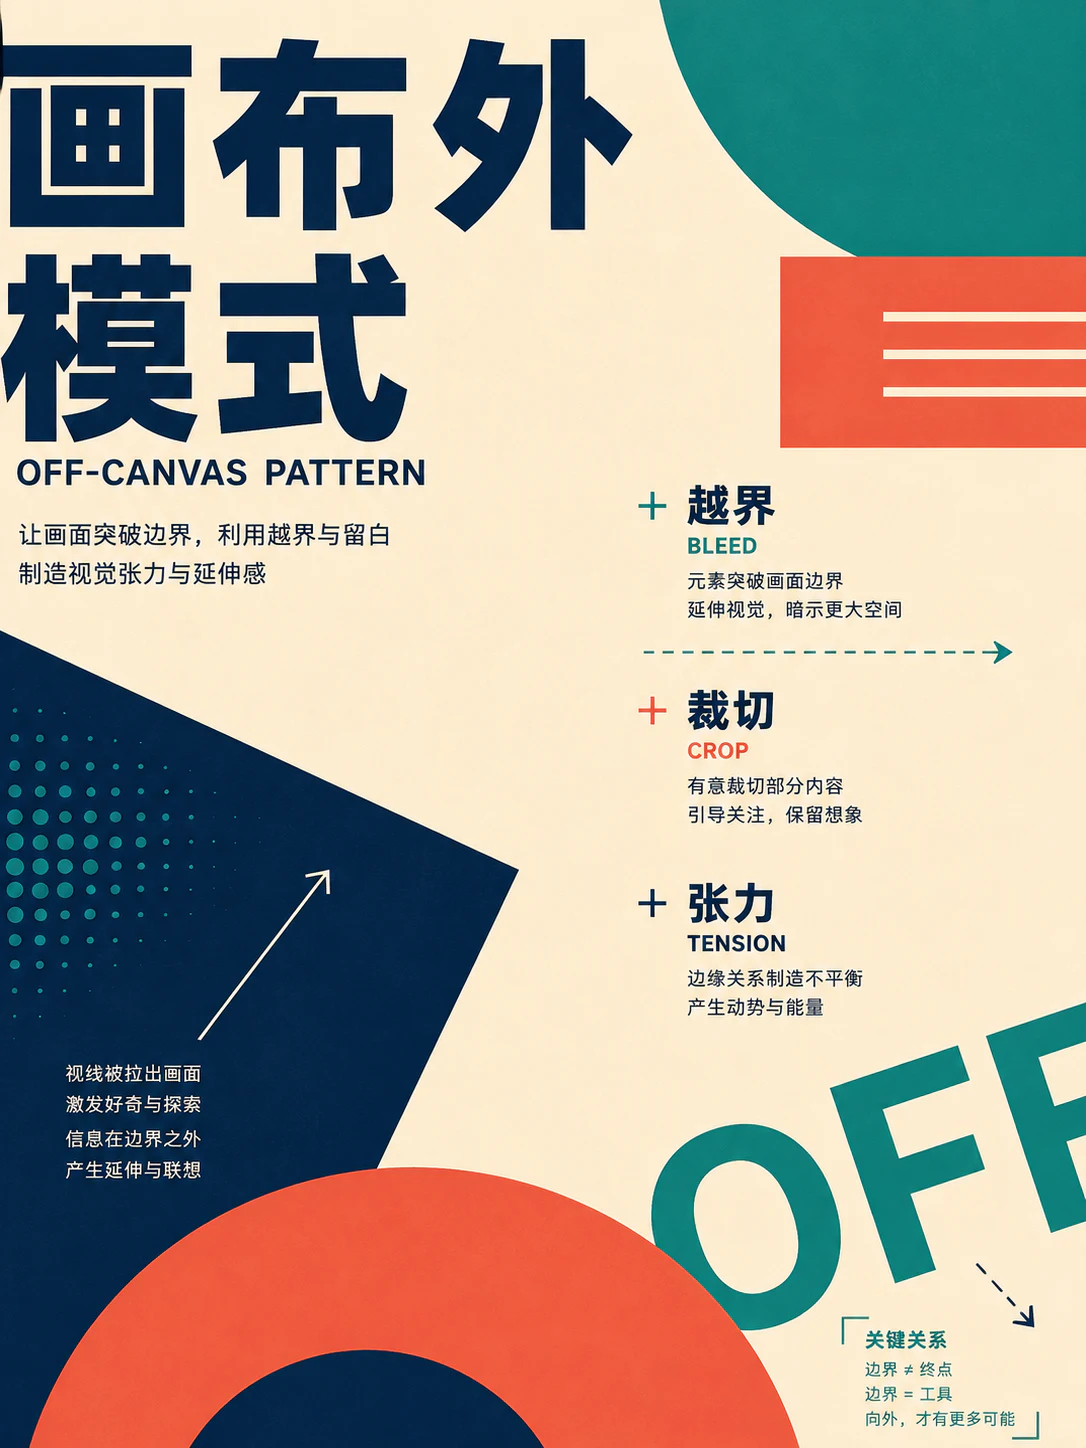 画布外
模式
OFF-CANVAS PATTERN
让画面突破边界，利用越界与留白
制造视觉张力与延伸感
越界
BLEED
元素突破画面边界
延伸视觉，暗示更大空间
裁切
CROP
有意裁切部分内容
引导关注，保留想象
张力
TENSION
边缘关系制造不平衡
产生动势与能量
视线被拉出画面
激发好奇与探索
信息在边界之外
产生延伸与联想
OFF
关键关系
边界 ≠ 终点
边界 = 工具
向外，才有更多可能